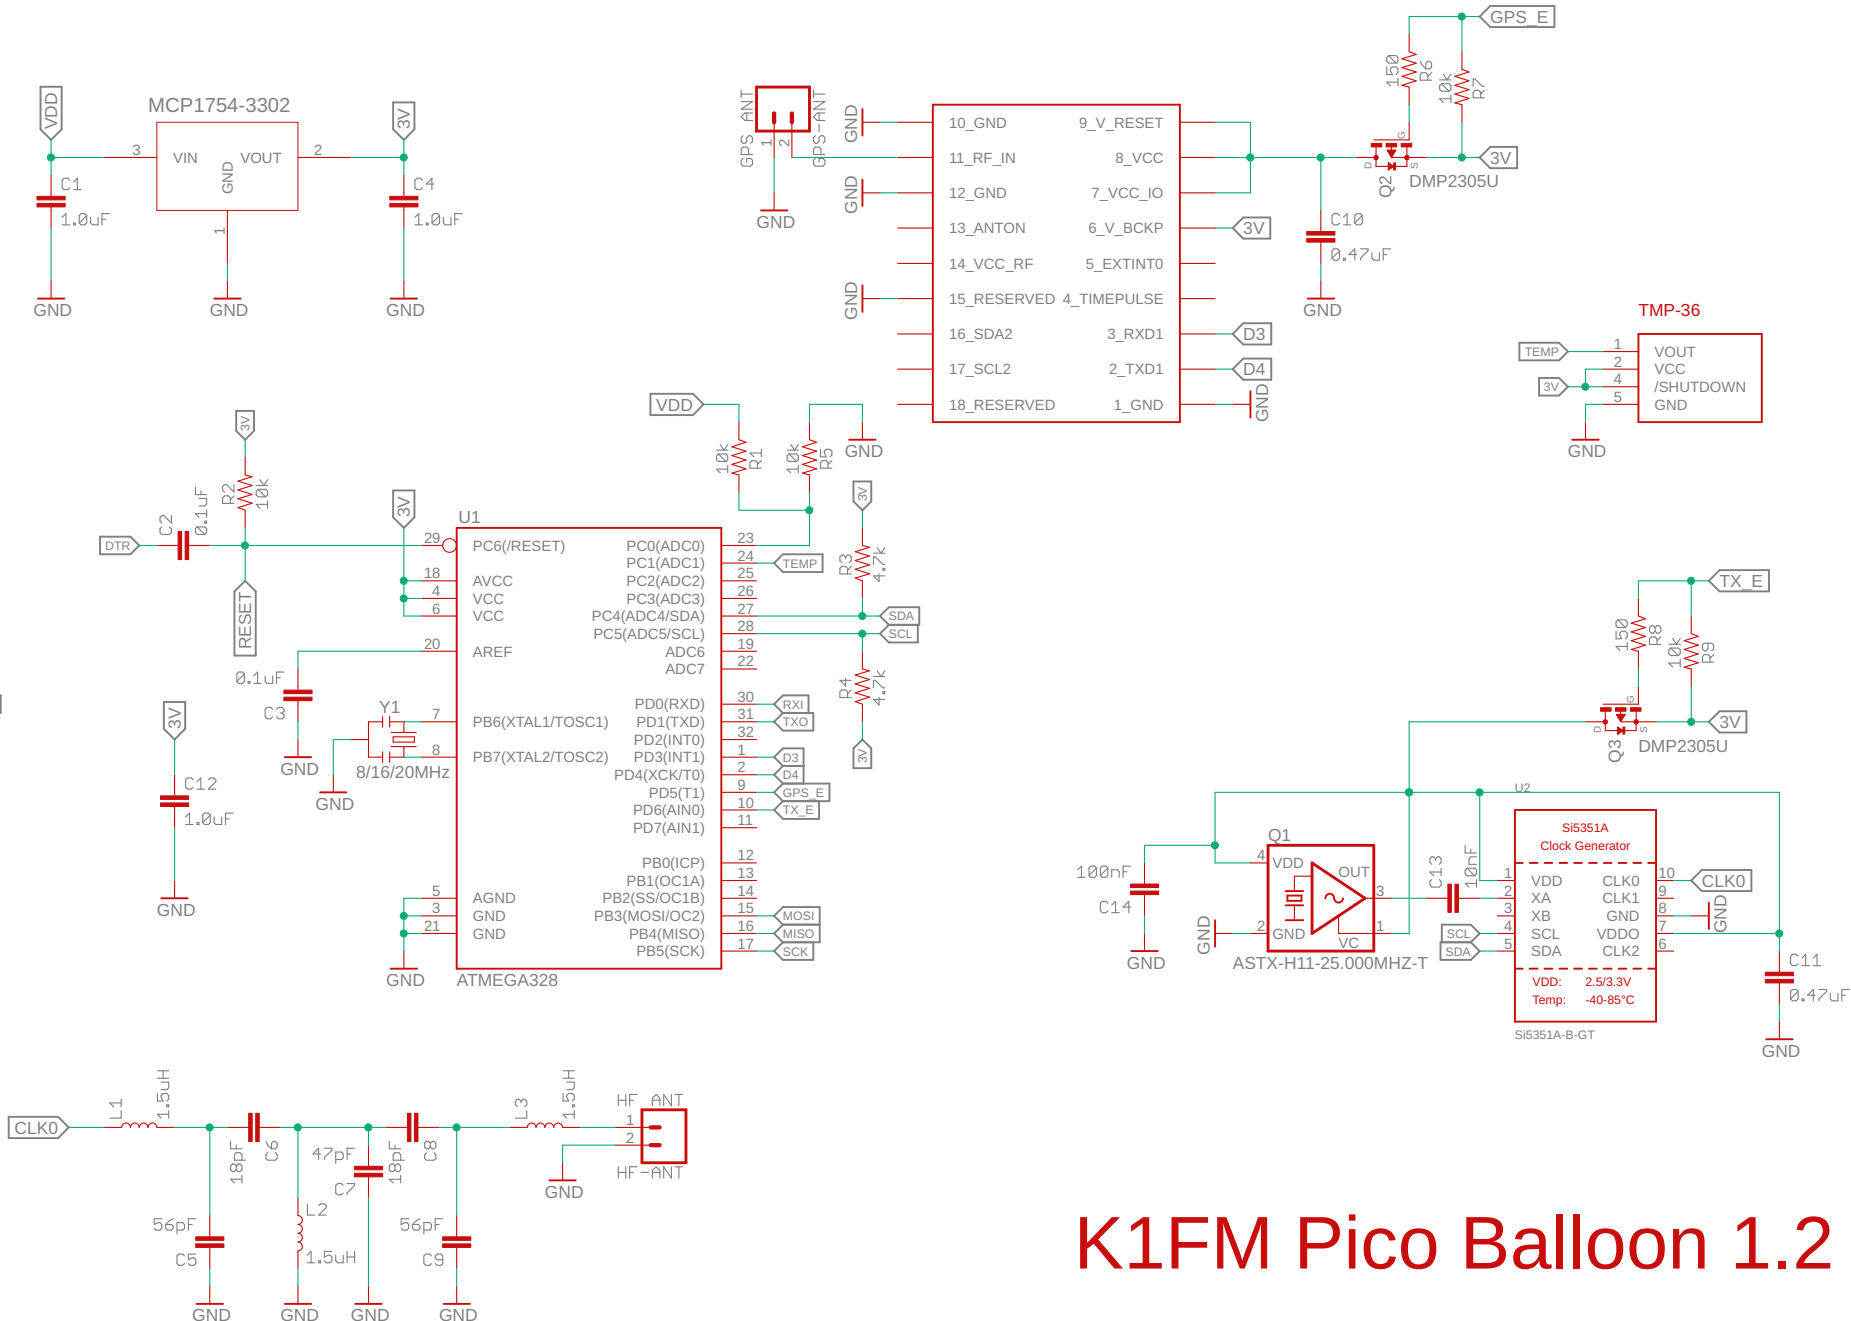 VDD
MCP1754-3302
3 VIN
VOUT 2
GND
1
3V
C1
1.0uF
C4
1.0uF
GND
GND
GND
GPS_ANT
GPS-ANT
1
2
GND
GND
GND
GND
10_GND
11_RF_IN
12_GND
13_ANTON
14_VCC_RF
15_RESERVED
16_SDA2
17_SCL2
18_RESERVED
9_V_RESET
8_VCC
7_VCC_IO
6_V_BCKP
5_EXTINT0
4_TIMEPULSE
3_RXD1
2_TXD1
1_GND
3V
D3
D4
GND
GPS_E
150
R6
10k
R7
G
D
S
Q2
DMP2305U
3V
C10
0.47uF
GND
TMP-36
TEMP
3V
1 VOUT
2 VCC
4 /SHUTDOWN
5 GND
GND
VDD
10k
R1
10k
R5
GND
3V
R2
10k
DTR
C2
0.1uF
RESET
3V
U1
29 PC6(/RESET)
18 AVCC
4 VCC
6 VCC
20 AREF
7 PB6(XTAL1/TOSC1)
8 PB7(XTAL2/TOSC2)
5 AGND
3 GND
21 GND
PC0(ADC0) 23
PC1(ADC1) 24 TEMP
PC2(ADC2) 25
PC3(ADC3) 26
PC4(ADC4/SDA) 27 SDA
PC5(ADC5/SCL) 28 SCL
ADC6 19
ADC7 22
PD0(RXD) 30 RXI
PD1(TXD) 31 TXO
PD2(INT0) 32
PD3(INT1) 1 D3
PD4(XCK/T0) 2 D4
PD5(T1) 9 GPS_E
PD6(AIN0) 10 TX_E
PD7(AIN1) 11
PB0(ICP) 12
PB1(OC1A) 13
PB2(SS/OC1B) 14
PB3(MOSI/OC2) 15 MOSI
PB4(MISO) 16 MISO
PB5(SCK) 17 SCK
ATMEGA328
3V
R3
4.7k
R4
4.7k
3V
0.1uF
C3
GND
Y1
8/16/20MHz
GND
3V
C12
1.0uF
GND
GND
TX_E
150
R8
10k
R9
G
D
S
Q3
DMP2305U
3V
100nF
C14
GND
GND
Q1
4 VDD
OUT 3
2 GND
VC 1
ASTX-H11-25.000MHZ-T
C13
10nF
U2
Si5351A
Clock Generator
1 VDD
2 XA
3 XB
SCL 4 SCL
SDA 5 SDA
CLK0 10 CLK0
CLK1 9
GND 8 GND
VDDO 7
CLK2 6
VDD: 2.5/3.3V
Temp: -40-85°C
Si5351A-B-GT
C11
0.47uF
GND
CLK0
L1
1.5uH
18pF
C6
47pF
C7
18pF
C8
L3
1.5uH
HF_ANT
1
2
HF-ANT
GND
56pF
C5
L2
1.5uH
56pF
C9
GND
GND
GND
GND
K1FM Pico Balloon 1.2